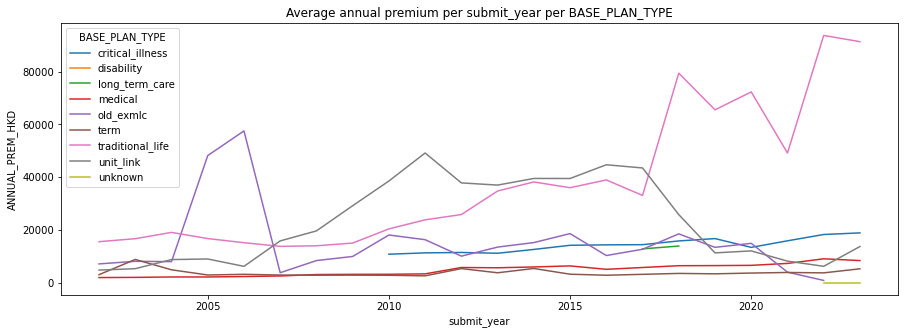 Average annual premium per submit_year per BASE_PLAN_TYPE
BASE_PLAN_TYPE
critical_illness
disability
long_term_care
medical
old_exmlc
term
traditional_life
unit_link
unknown
ANNUAL_PREM_HKD
80000
60000
40000
20000
0
2005
2010
2015
2020
submit_year